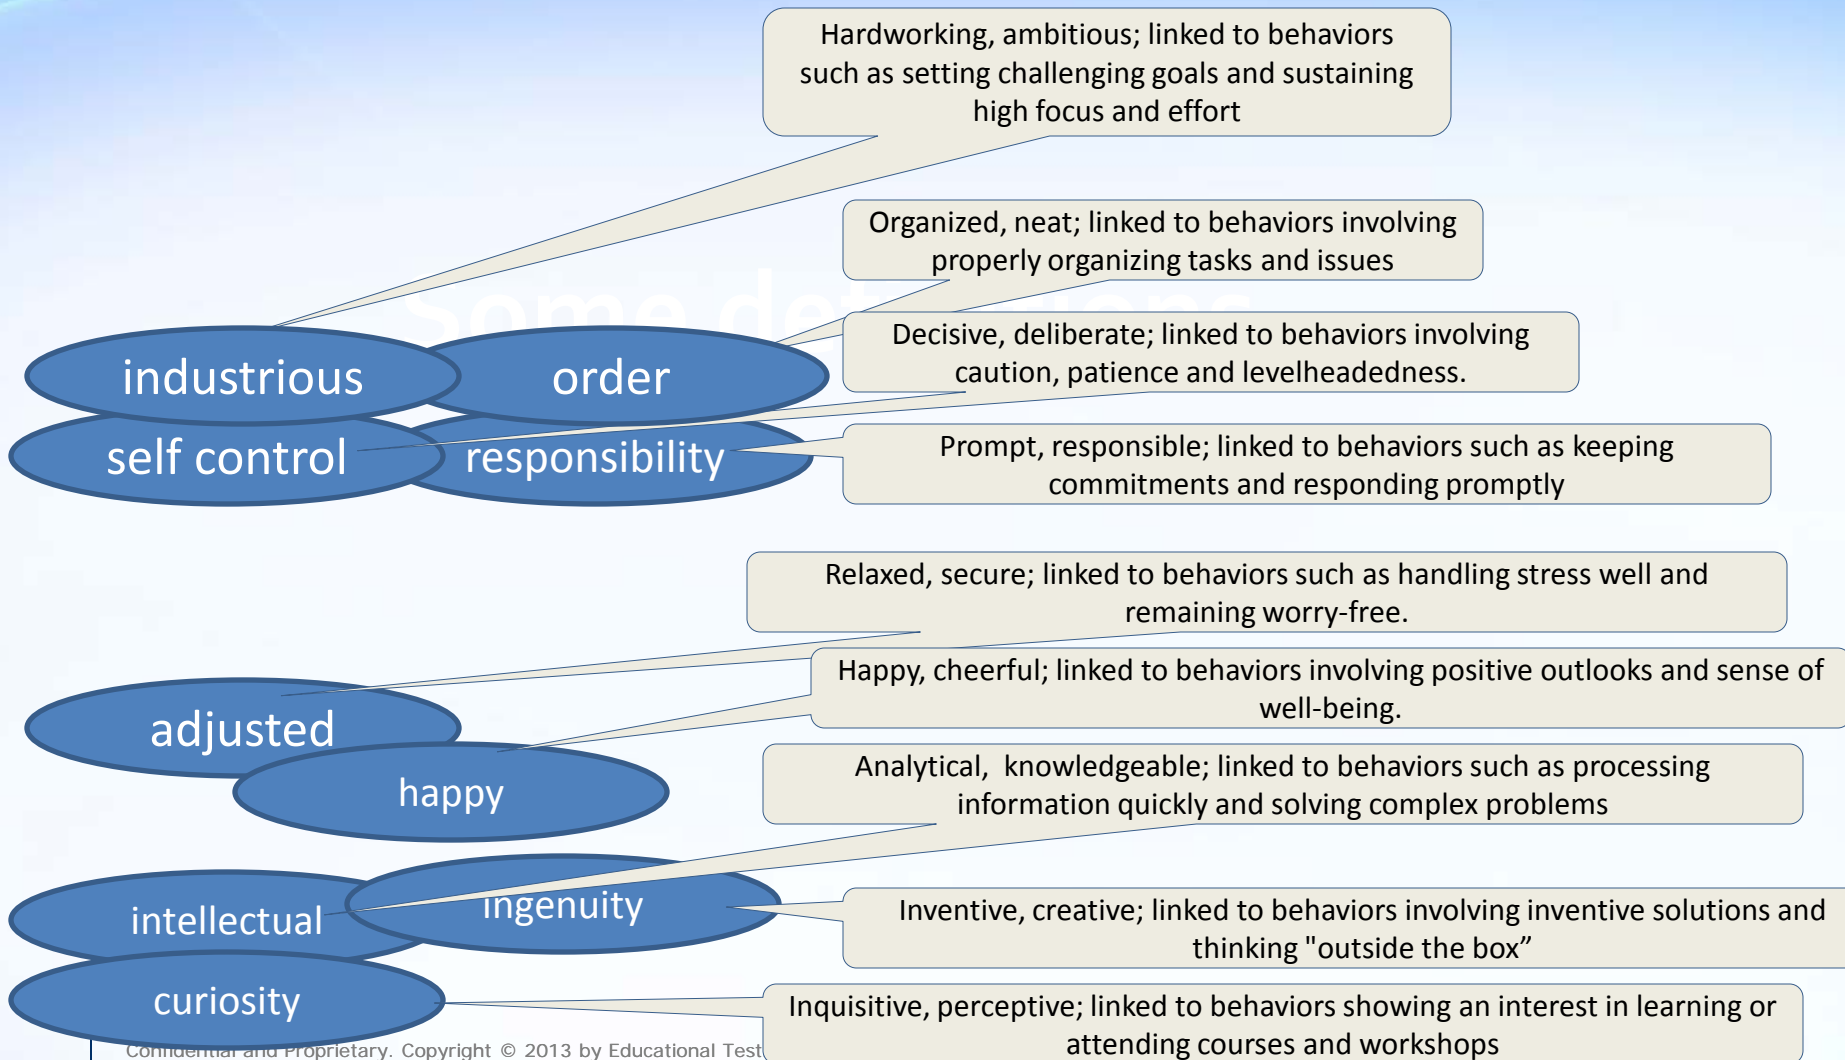 Hardworking, ambitious; linked to behaviors
such as setting challenging goals and sustaining
high focus and effort
Organized, neat; linked to behaviors involving
properly organizing tasks and issues
Some
Decisive, deliberate; linked to behaviors involving
caution, patience and levelheadedness.
industrious
order
self control
responsibility
Prompt, responsible; linked to behaviors such as keeping
commitments and responding promptly
Relaxed, secure; linked to behaviors such as handling stress well and
remaining worry-free.
Happy, cheerful; linked to behaviors involving positive outlooks and sense of
well-being.
adjusted
happy
Analytical, knowledgeable; linked to behaviors such as processing
information quickly and solving complex problems
intellectual
ingenuity
Inventive, creative; linked to behaviors involving inventive solutions and
thinking "outside the box”
curiosity
Inquisitive, perceptive; linked to behaviors showing an interest in learning or
attending courses and workshops
Confidential and Proprietary. Copyright © 2013 by Educational Test